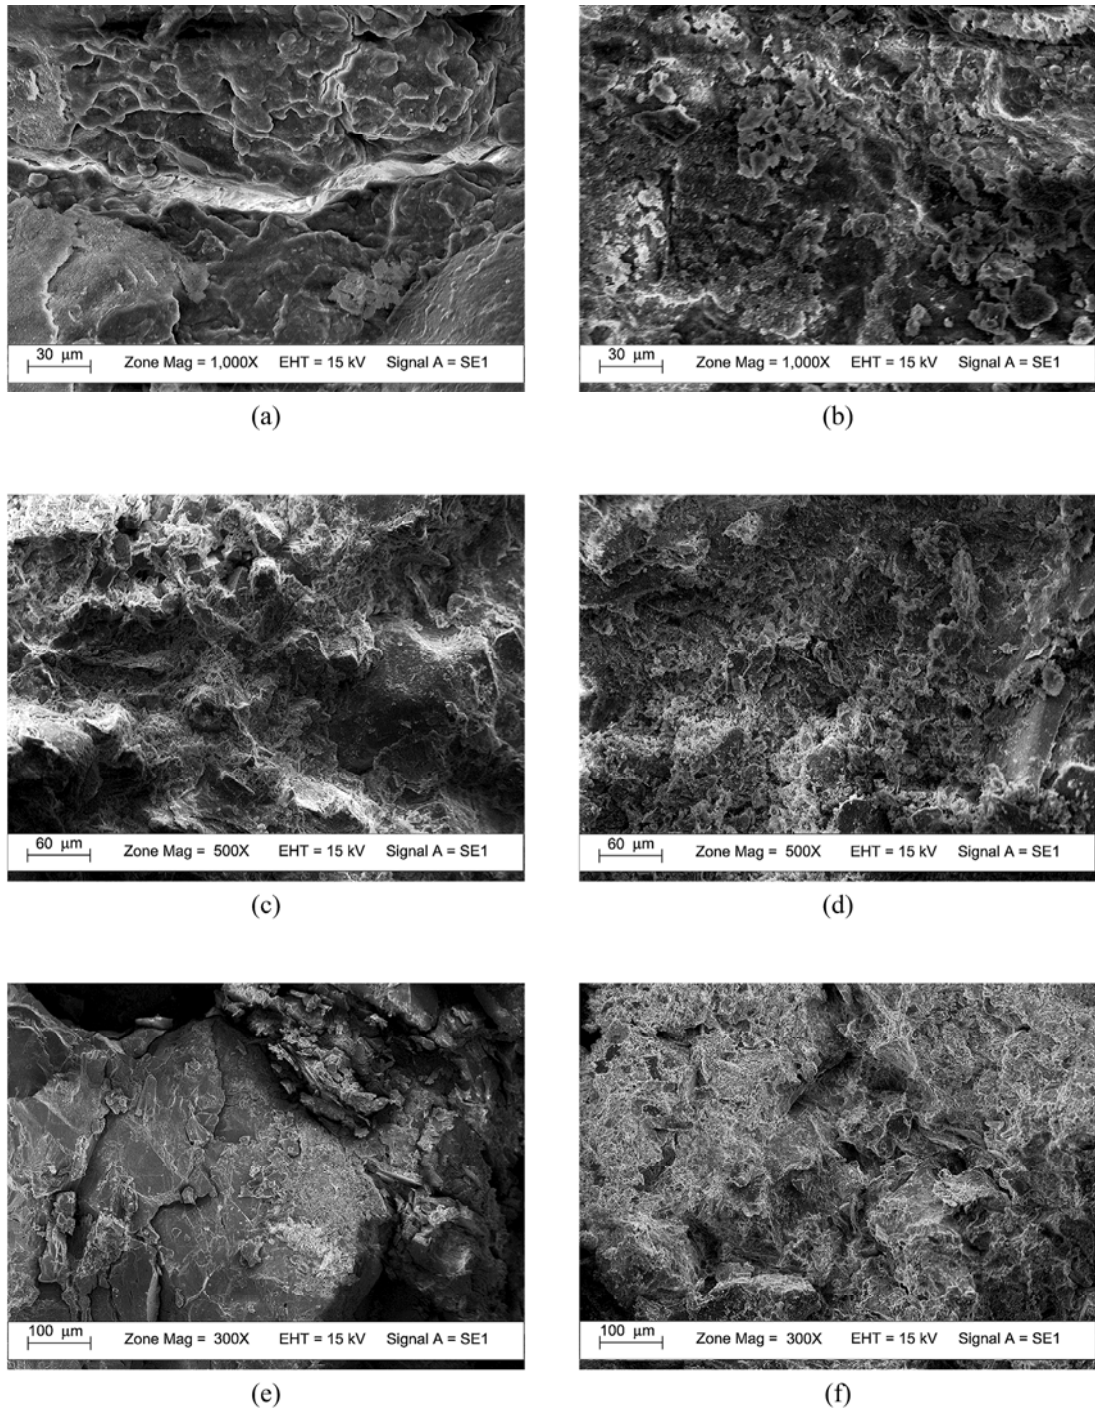 30 μm Zone Mag = 1,000X EHT = 15 kV Signal A = SE1
(a)
30 μm Zone Mag = 1,000X EHT = 15 kV Signal A = SE1
(b)
60 μm Zone Mag = 500X EHT = 15 kV Signal A = SE1
(c)
60 μm Zone Mag = 500X EHT = 15 kV Signal A = SE1
(d)
100 μm Zone Mag = 300X EHT = 15 kV Signal A = SE1
(e)
100 μm Zone Mag = 300X EHT = 15 kV Signal A = SE1
(f)